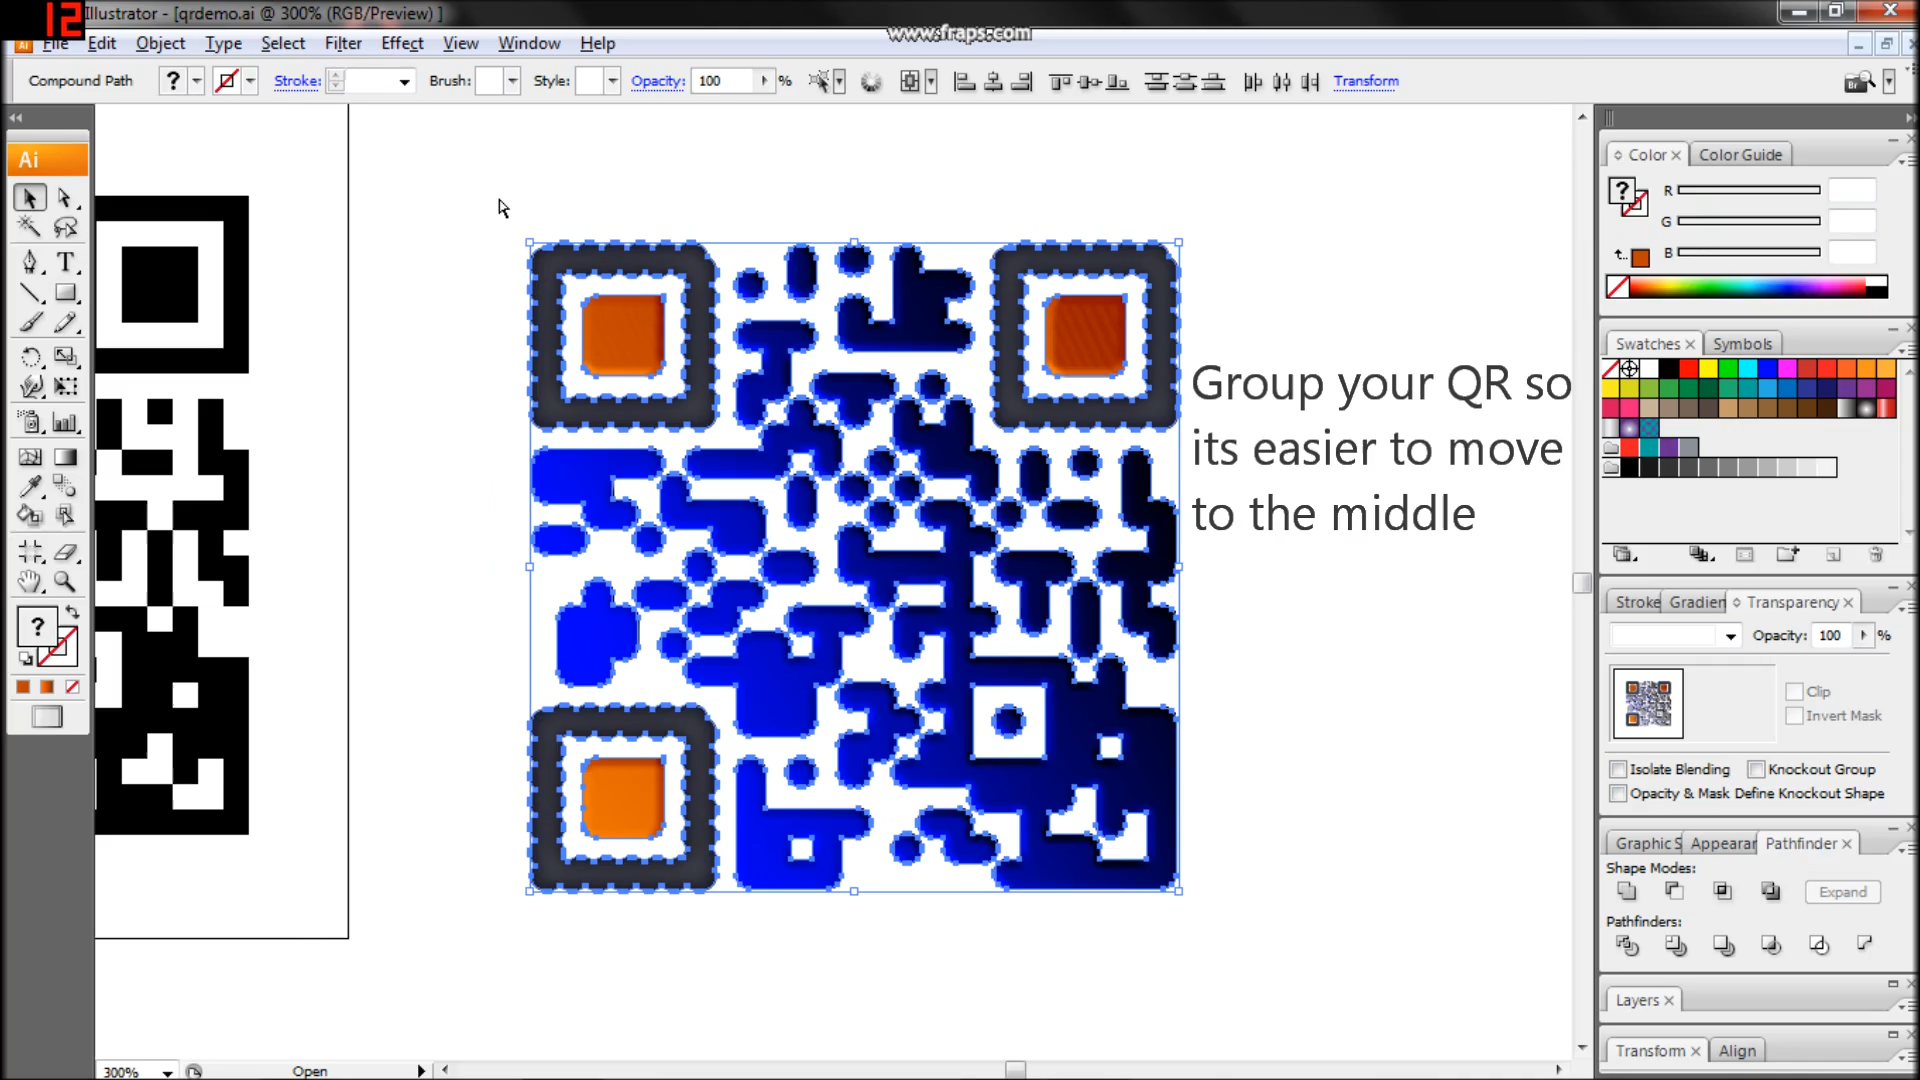 12
Illustrator - [qrdemo.ai @ 300% (RGB/Preview) ]
www.fraps.com
File Edit Object Type Select Filter Effect View Window Help
Compound Path ? Stroke: Brush: Style: Opacity: 100 % Transform
Ai
Color Color Guide
? R
G
B
Swatches Symbols
Group your QR so
its easier to move
to the middle
?
Stroke Gradien Transparency
Opacity: 100 %
Clip
Invert Mask
Isolate Blending Knockout Group
Opacity & Mask Define Knockout Shape
Graphic S Appearar Pathfinder
Shape Modes:
Expand
Pathfinders:
Layers
Transform Align
300% Open